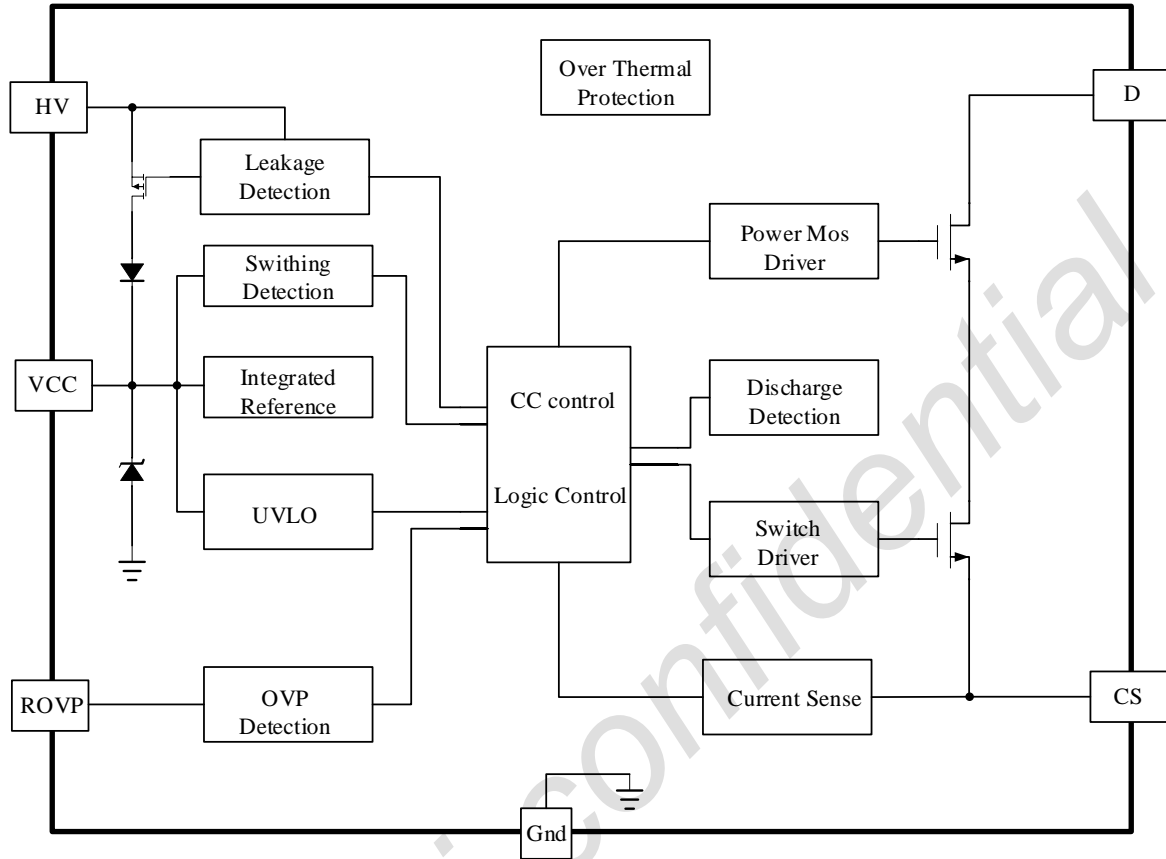 Over Thermal
Protection
HV
D
Leakage
Detection
Power Mos
Driver
Swithing
Detection
VCC
Integrated
Reference
CC control
Discharge
Detection
Logic Control
UVLO
Switch
Driver
ROVP
OVP
Detection
Current Sense
CS
Gnd
confidential